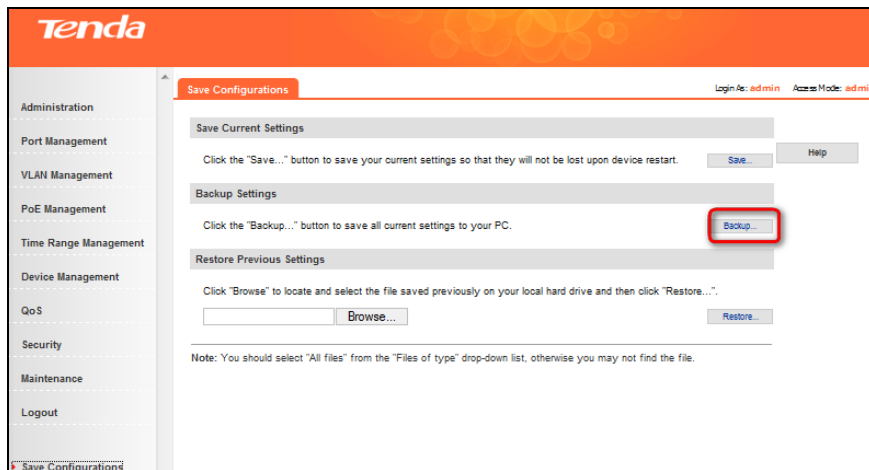 Tenda
Save Configurations
Login As: admin Access Mode: admi
Administration
Port Management
VLAN Management
PoE Management
Time Range Management
Device Management
QoS
Security
Maintenance
Logout
Save Configurations
Save Current Settings
Click the "Save..." button to save your current settings so that they will not be lost upon device restart.
Save...
Help
Backup Settings
Click the "Backup..." button to save all current settings to your PC.
Backup...
Restore Previous Settings
Click "Browse" to locate and select the file saved previously on your local hard drive and then click "Restore...".
Browse...
Restore...
Note: You should select "All files" from the "Files of type" drop-down list, otherwise you may not find the file.